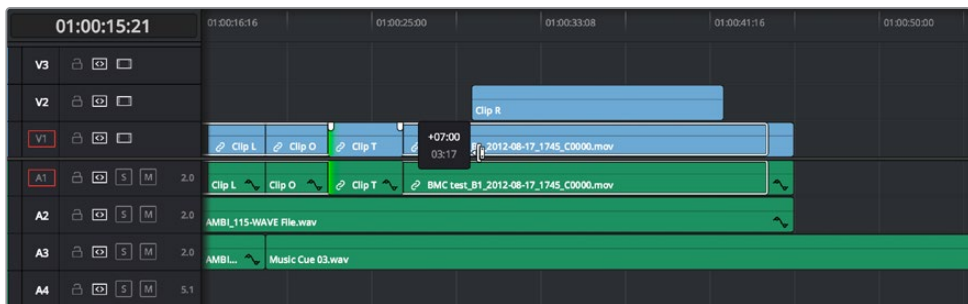 01:00:15:21 01:00:16:16 01:00:25:00 01:00:33:08 01:00:41:16 01:00:50:00
V3
V2
Clip R
V1 Clip L Clip O Clip T B1_2012-08-17_1745_C0000.mov
+07:00
03:17
A1 S M 2.0 Clip L Clip O Clip T BMC test_B1_2012-08-17_1745_C0000.mov
A2 S M 2.0 AMBI_115-WAVE File.wav
A3 S M 2.0 AMBI... Music Cue 03.wav
A4 S M 5.1